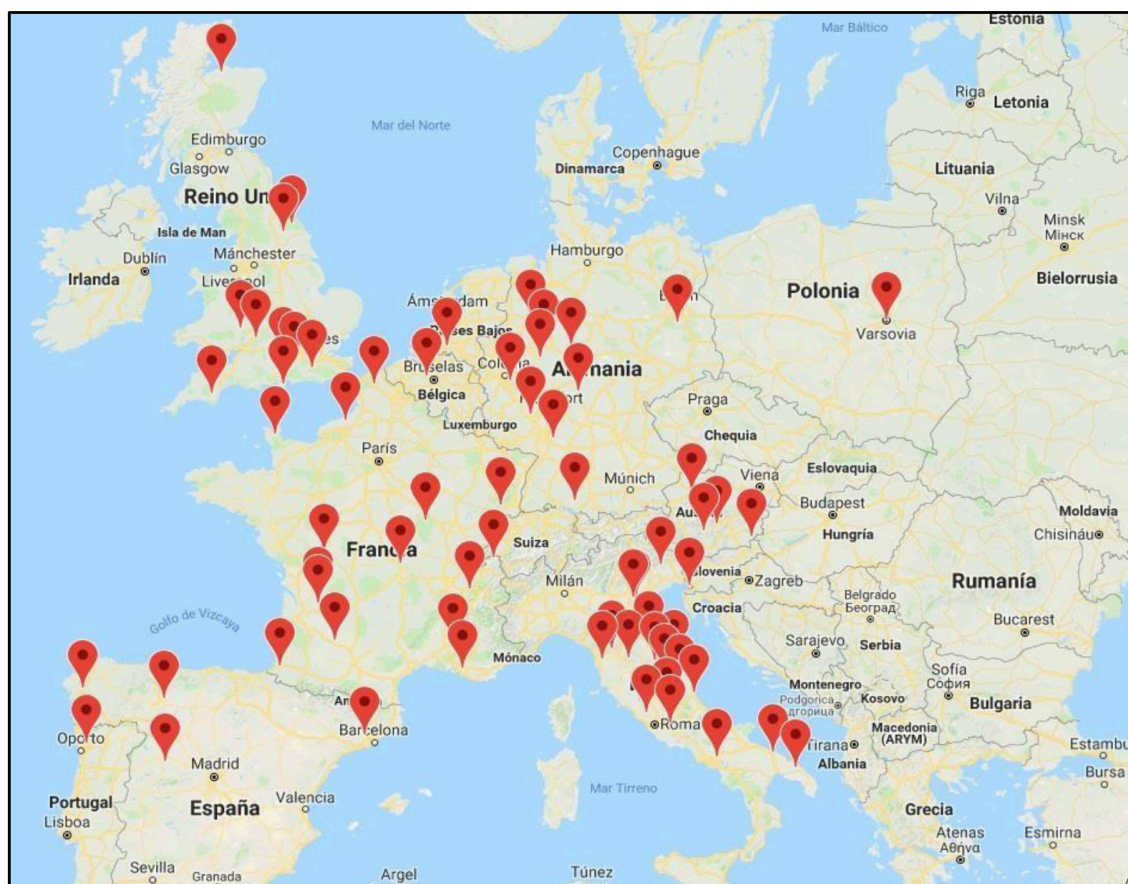 Estonia
Mar Báltico
Riga
Letonia
Mar del Norte
Edimburgo
Glasgow
Copenhague
Dinamarca
Lituania
Reino Un
Vilna
Isla de Man
Minsk
Мінск
Dublín
Mánchester
Hamburgo
Irlanda
Liverpool
Bielorrusia
Polonia
Ámsterdam
Países Bajos
Varsovia
Bruselas
Alemania
Bélgica
Praga
Luxemburgo
Chequia
París
Múnich
Viena
Eslovaquia
Budapest
Moldavia
Francia
Suiza
Hungría
Chisináu
Milán
Eslovenia
Zagreb
Rumanía
Croacia
Belgrado
Београд
Golfo de Vizcaya
Bucarest
Mónaco
Sarajevo
Serbia
Sofía
София
Montenegro
Kosovo
Podgorica
Bulgaria
Barcelona
Roma
Oporto
Macedonia
(ARYM)
Tirana
Albania
Estambu
Madrid
Bursa
Mar Tirreno
Valencia
Portugal
España
Grecia
Lisboa
Atenas
Αθήνα
Esmirna
Sevilla
Granada
Argel
Túnez